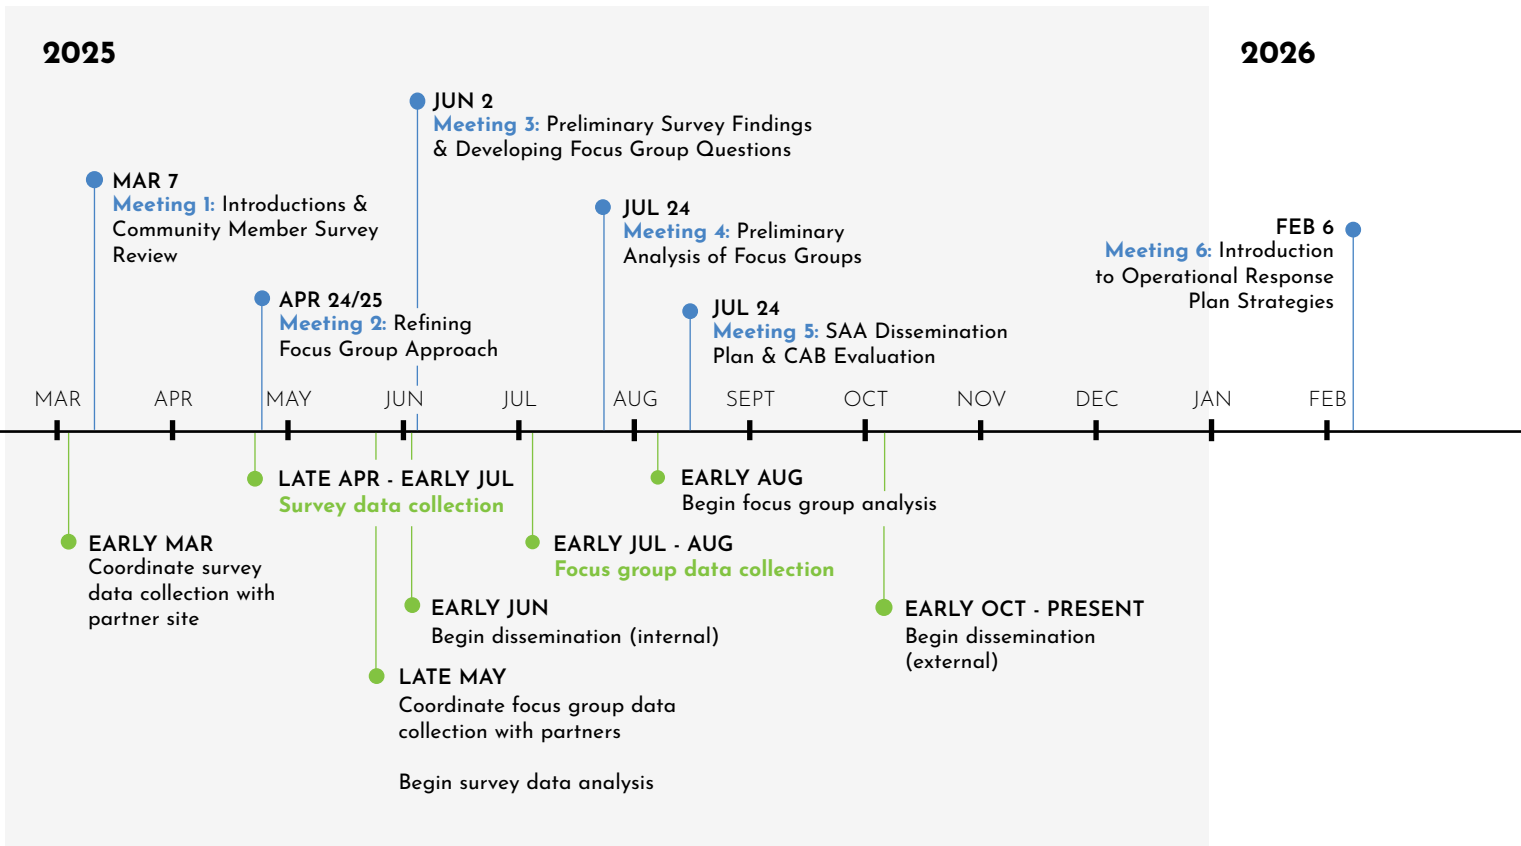 2025
2026
JUN 2
Meeting 3: Preliminary Survey Findings
& Developing Focus Group Questions
MAR 7
Meeting 1: Introductions &
Community Member Survey
Review
JUL 24
Meeting 4: Preliminary
Analysis of Focus Groups
FEB 6
Meeting 6: Introduction
to Operational Response
Plan Strategies
APR 24/25
Meeting 2: Refining
Focus Group Approach
JUL 24
Meeting 5: SAA Dissemination
Plan & CAB Evaluation
MAR APR MAY JUN JUL AUG SEPT OCT NOV DEC JAN FEB
LATE APR - EARLY JUL
Survey data collection
EARLY AUG
Begin focus group analysis
EARLY MAR
Coordinate survey
data collection with
partner site
EARLY JUL - AUG
Focus group data collection
EARLY JUN
Begin dissemination (internal)
EARLY OCT - PRESENT
Begin dissemination
(external)
LATE MAY
Coordinate focus group data
collection with partners
Begin survey data analysis